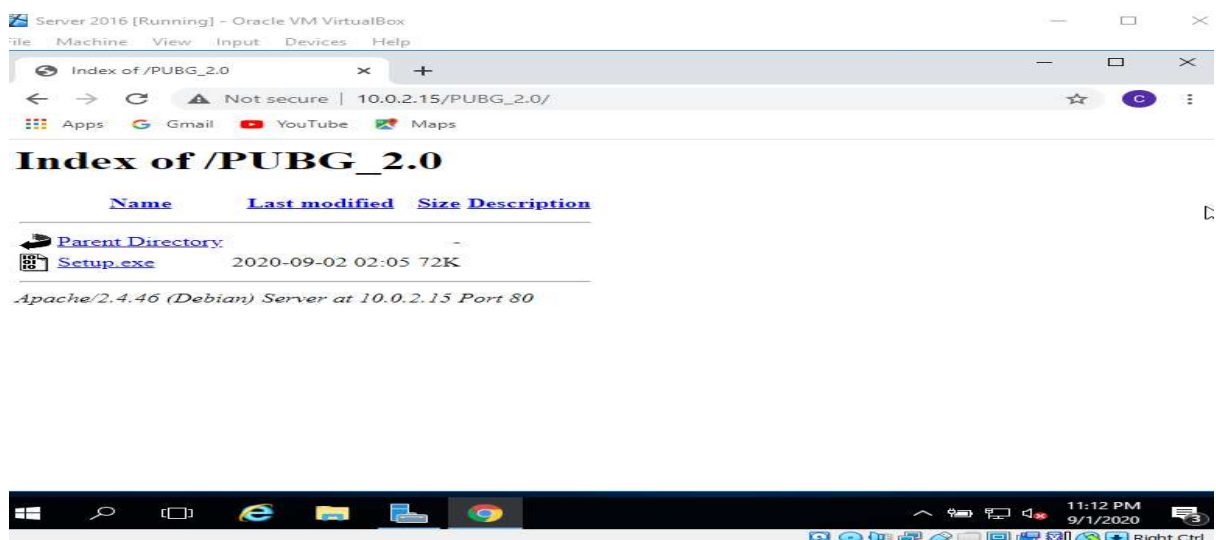 Server 2016 [Running] - Oracle VM VirtualBox
File Machine View Input Devices Help
Index of /PUBG_2.0
Not secure | 10.0.2.15/PUBG_2.0/
C
Apps Gmail YouTube Maps
Index of /PUBG_2.0
Name Last modified Size Description
Parent Directory -
Setup.exe 2020-09-02 02:05 72K
Apache/2.4.46 (Debian) Server at 10.0.2.15 Port 80
11:12 PM
9/1/2020
3
Right Ctrl